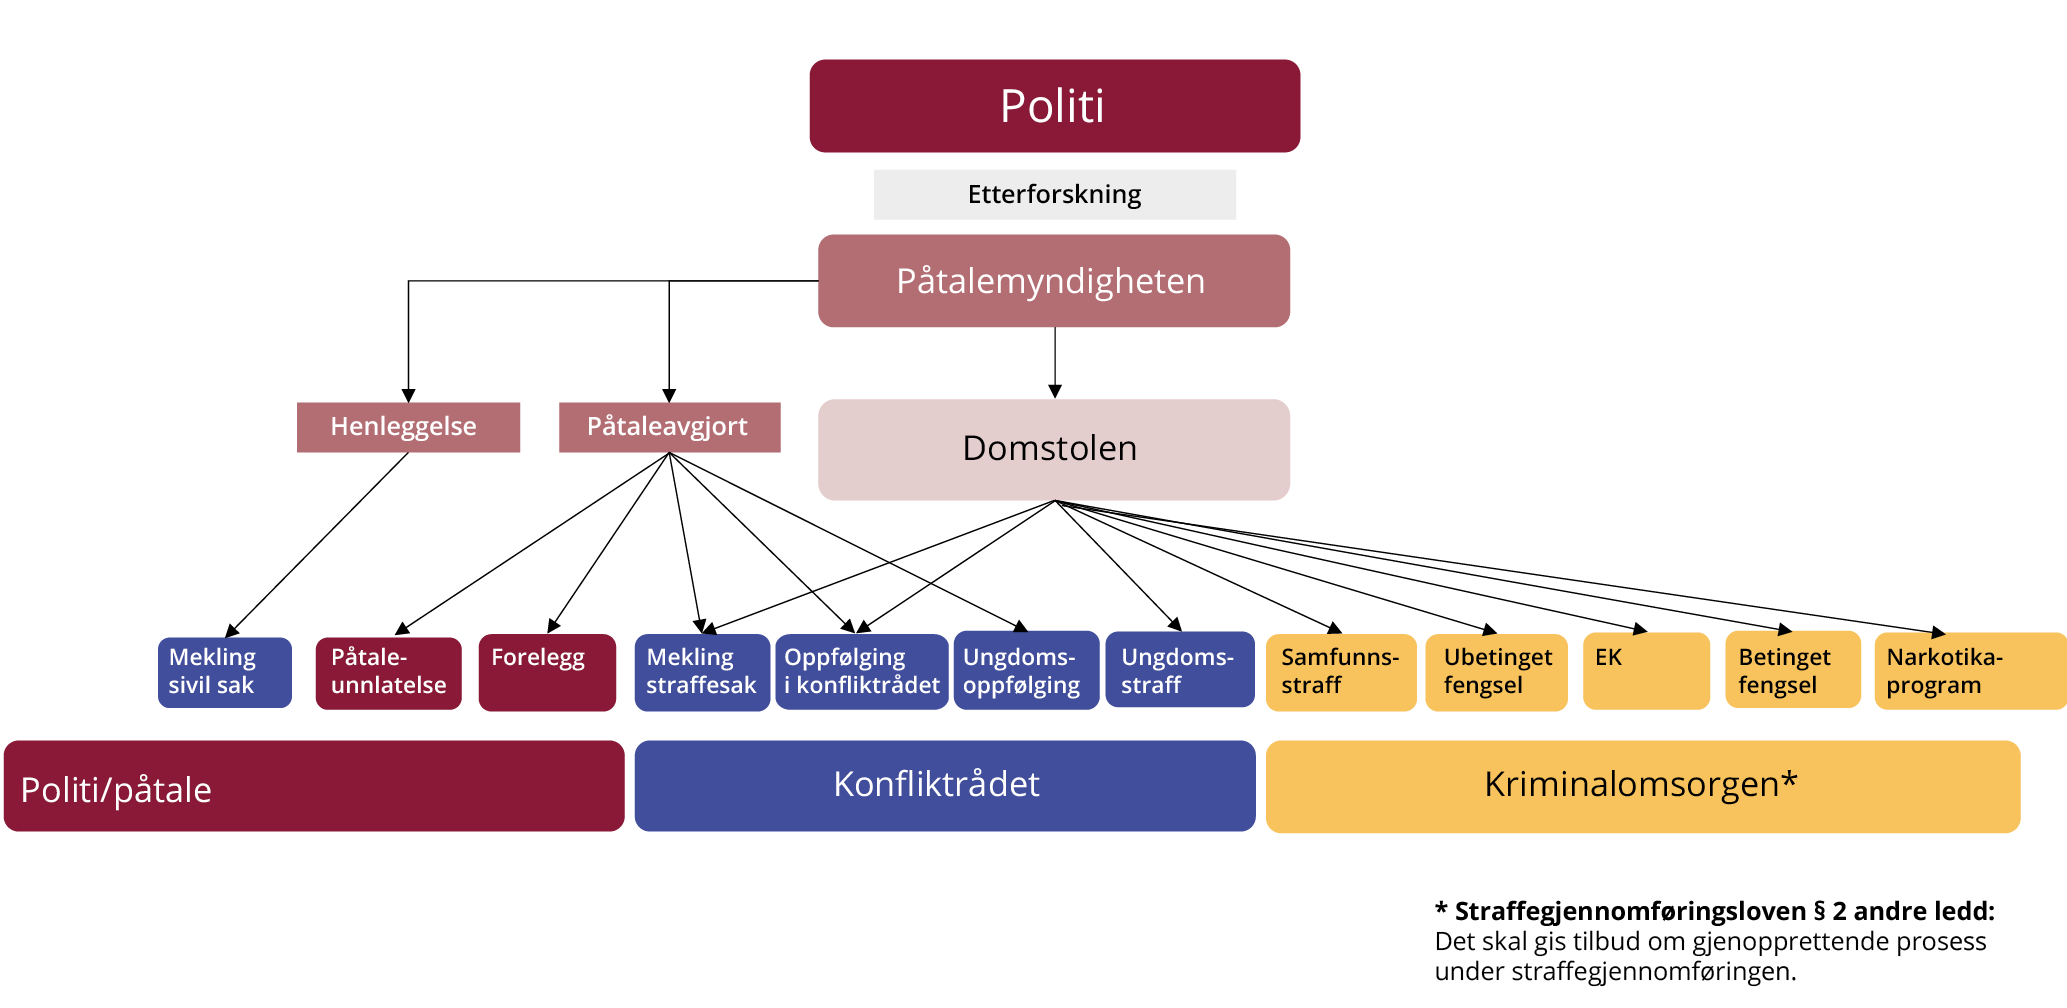 Politi
Etterforskning
Påtalemyndigheten
Henleggelse
Påtaleavgjort
Domstolen
Mekling
sivil sak
Påtale-
unnlatelse
Forelegg
Mekling
straffesak
Oppfølging
i konfliktrådet
Ungdoms-
oppfølging
Ungdoms-
straff
Samfunns-
straff
Ubetinget
fengsel
EK
Betinget
fengsel
Narkotika-
program
Politi/påtale
Konfliktrådet
Kriminalomsorgen*
* Straffegjennomføringsloven § 2 andre ledd:
Det skal gis tilbud om gjenopprettende prosess
under straffegjennomføringen.